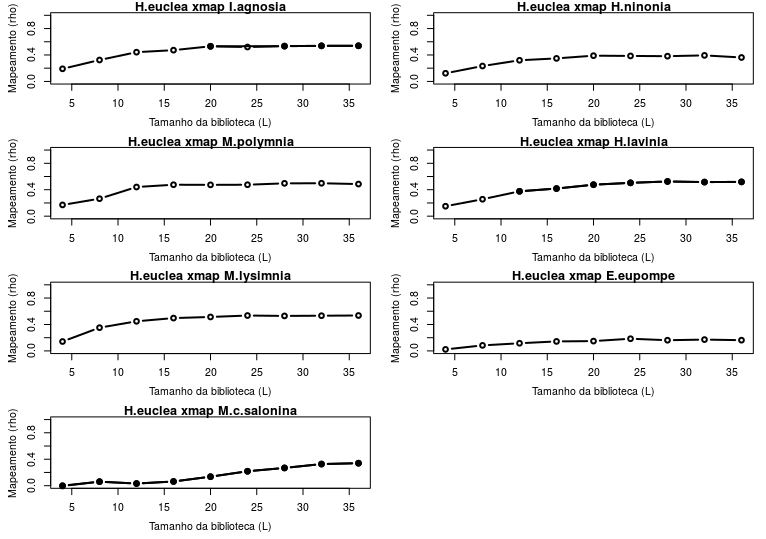 H.euclea xmap I.agnosia
Mapeamento (rho)
0.0 0.4 0.8
5 10 15 20 25 30 35
Tamanho da biblioteca (L)
H.euclea xmap H.ninonia
Mapeamento (rho)
0.0 0.4 0.8
5 10 15 20 25 30 35
Tamanho da biblioteca (L)
H.euclea xmap M.polymnia
Mapeamento (rho)
0.0 0.4 0.8
5 10 15 20 25 30 35
Tamanho da biblioteca (L)
H.euclea xmap H.lavinia
Mapeamento (rho)
0.0 0.4 0.8
5 10 15 20 25 30 35
Tamanho da biblioteca (L)
H.euclea xmap M.lysimnia
Mapeamento (rho)
0.0 0.4 0.8
5 10 15 20 25 30 35
Tamanho da biblioteca (L)
H.euclea xmap E.eupompe
Mapeamento (rho)
0.0 0.4 0.8
5 10 15 20 25 30 35
Tamanho da biblioteca (L)
H.euclea xmap M.c.salonina
Mapeamento (rho)
0.0 0.4 0.8
5 10 15 20 25 30 35
Tamanho da biblioteca (L)